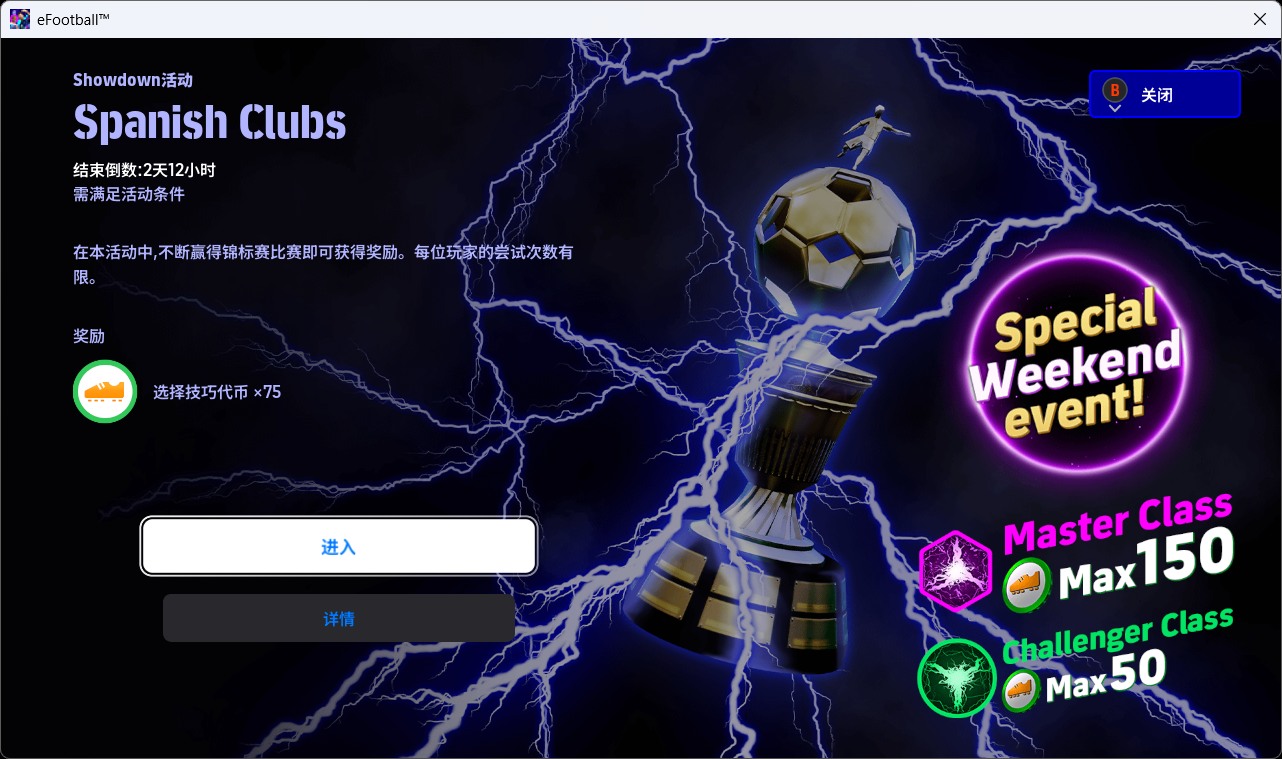 eFootball™
Showdown活动
Spanish Clubs
结束倒数:2天12小时
需满足活动条件
在本活动中,不断赢得锦标赛比赛即可获得奖励。每位玩家的尝试次数有
限。
奖励
选择技巧代币 ×75
进入
详情
B 关闭
Special
Weekend
event!
Master Class
Max150
Challenger Class
Max50